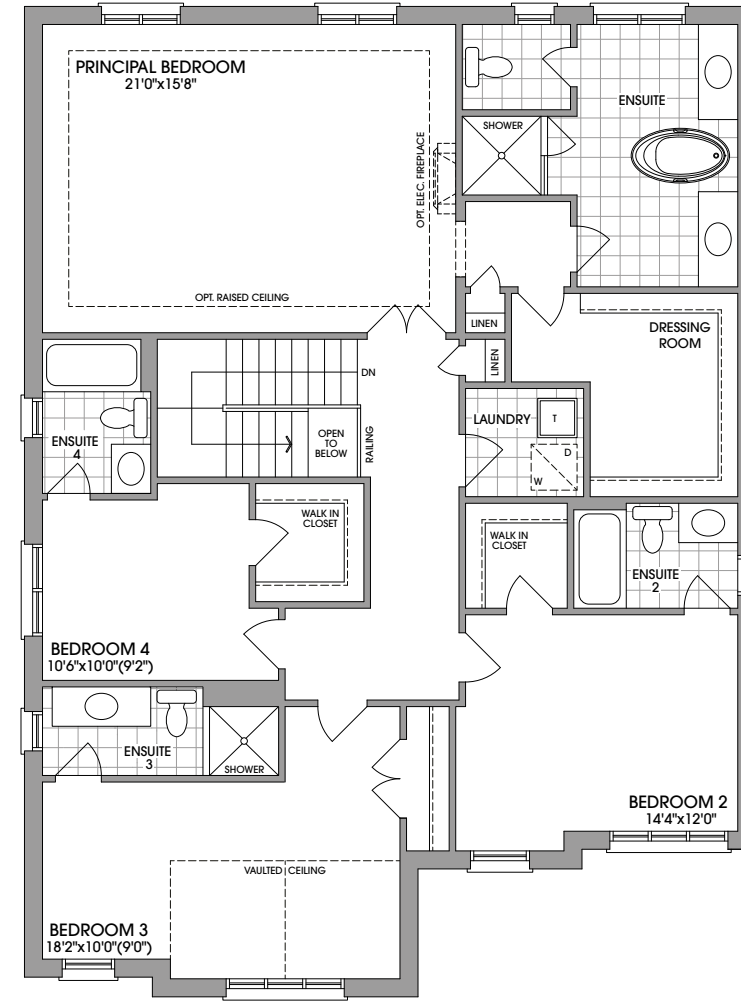 PRINCIPAL BEDROOM
21'0"x15'8"
ENSUITE
SHOWER
OPT. ELEC. FIREPLACE
OPT. RAISED CEILING
LINEN
DRESSING
ROOM
LINEN
DN
RAILING
OPEN
TO
BELOW
LAUNDRY
T
D
W
ENSUITE
4
WALK IN
CLOSET
WALK IN
CLOSET
ENSUITE
2
BEDROOM 4
10'6"x10'0"(9'2")
ENSUITE
3
SHOWER
BEDROOM 2
14'4"x12'0"
VAULTED CEILING
BEDROOM 3
18'2"x10'0"(9'0")